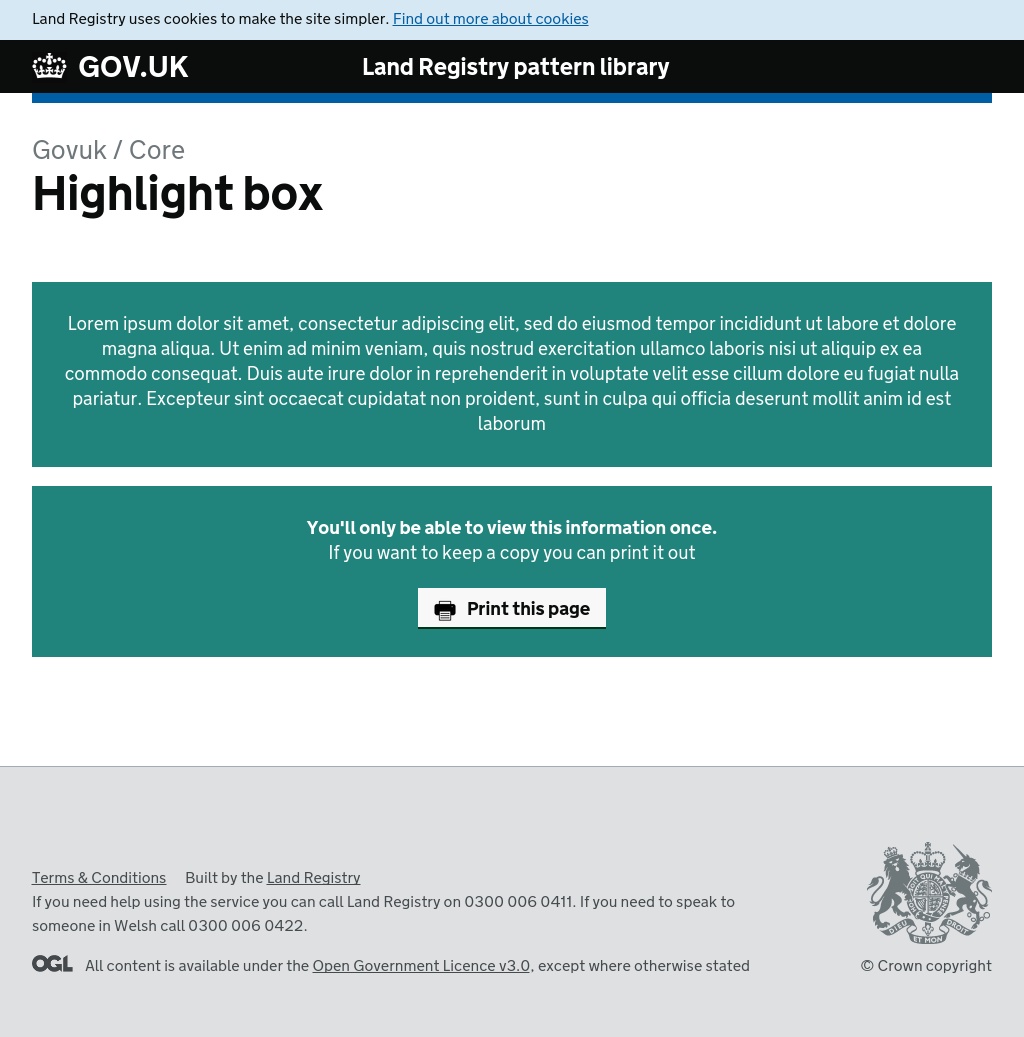 Land Registry uses cookies to make the site simpler. Find out more about cookies
GOV.UK
Land Registry pattern library
Govuk / Core
Highlight box
Lorem ipsum dolor sit amet, consectetur adipiscing elit, sed do eiusmod tempor incididunt ut labore et dolore
magna aliqua. Ut enim ad minim veniam, quis nostrud exercitation ullamco laboris nisi ut aliquip ex ea
commodo consequat. Duis aute irure dolor in reprehenderit in voluptate velit esse cillum dolore eu fugiat nulla
pariatur. Excepteur sint occaecat cupidatat non proident, sunt in culpa qui officia deserunt mollit anim id est
laborum
You'll only be able to view this information once.
If you want to keep a copy you can print it out
Print this page
Terms & Conditions Built by the Land Registry
If you need help using the service you can call Land Registry on 0300 006 0411. If you need to speak to
someone in Welsh call 0300 006 0422.
OGL All content is available under the Open Government Licence v3.0, except where otherwise stated
DIEU ET MON DROIT
© Crown copyright